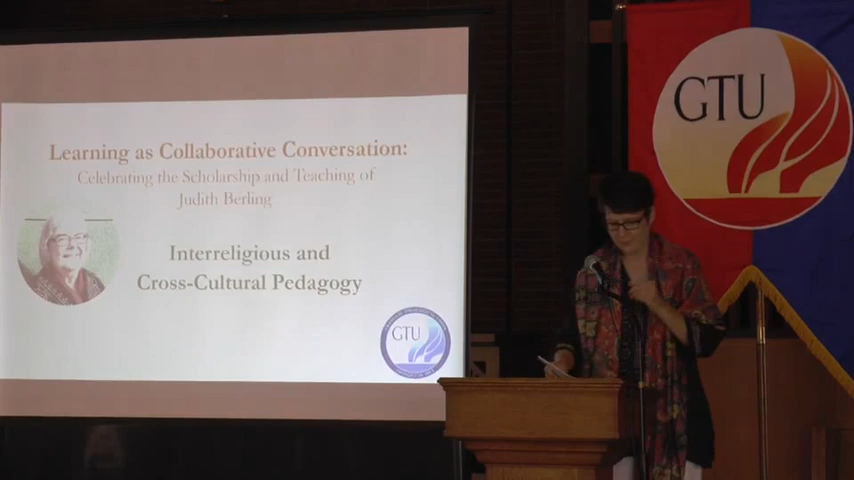 Learning as Collaborative Conversation:
Celebrating the Scholarship and Teaching of
Judith Berling
Interreligious and
Cross-Cultural Pedagogy
GTU
GTU